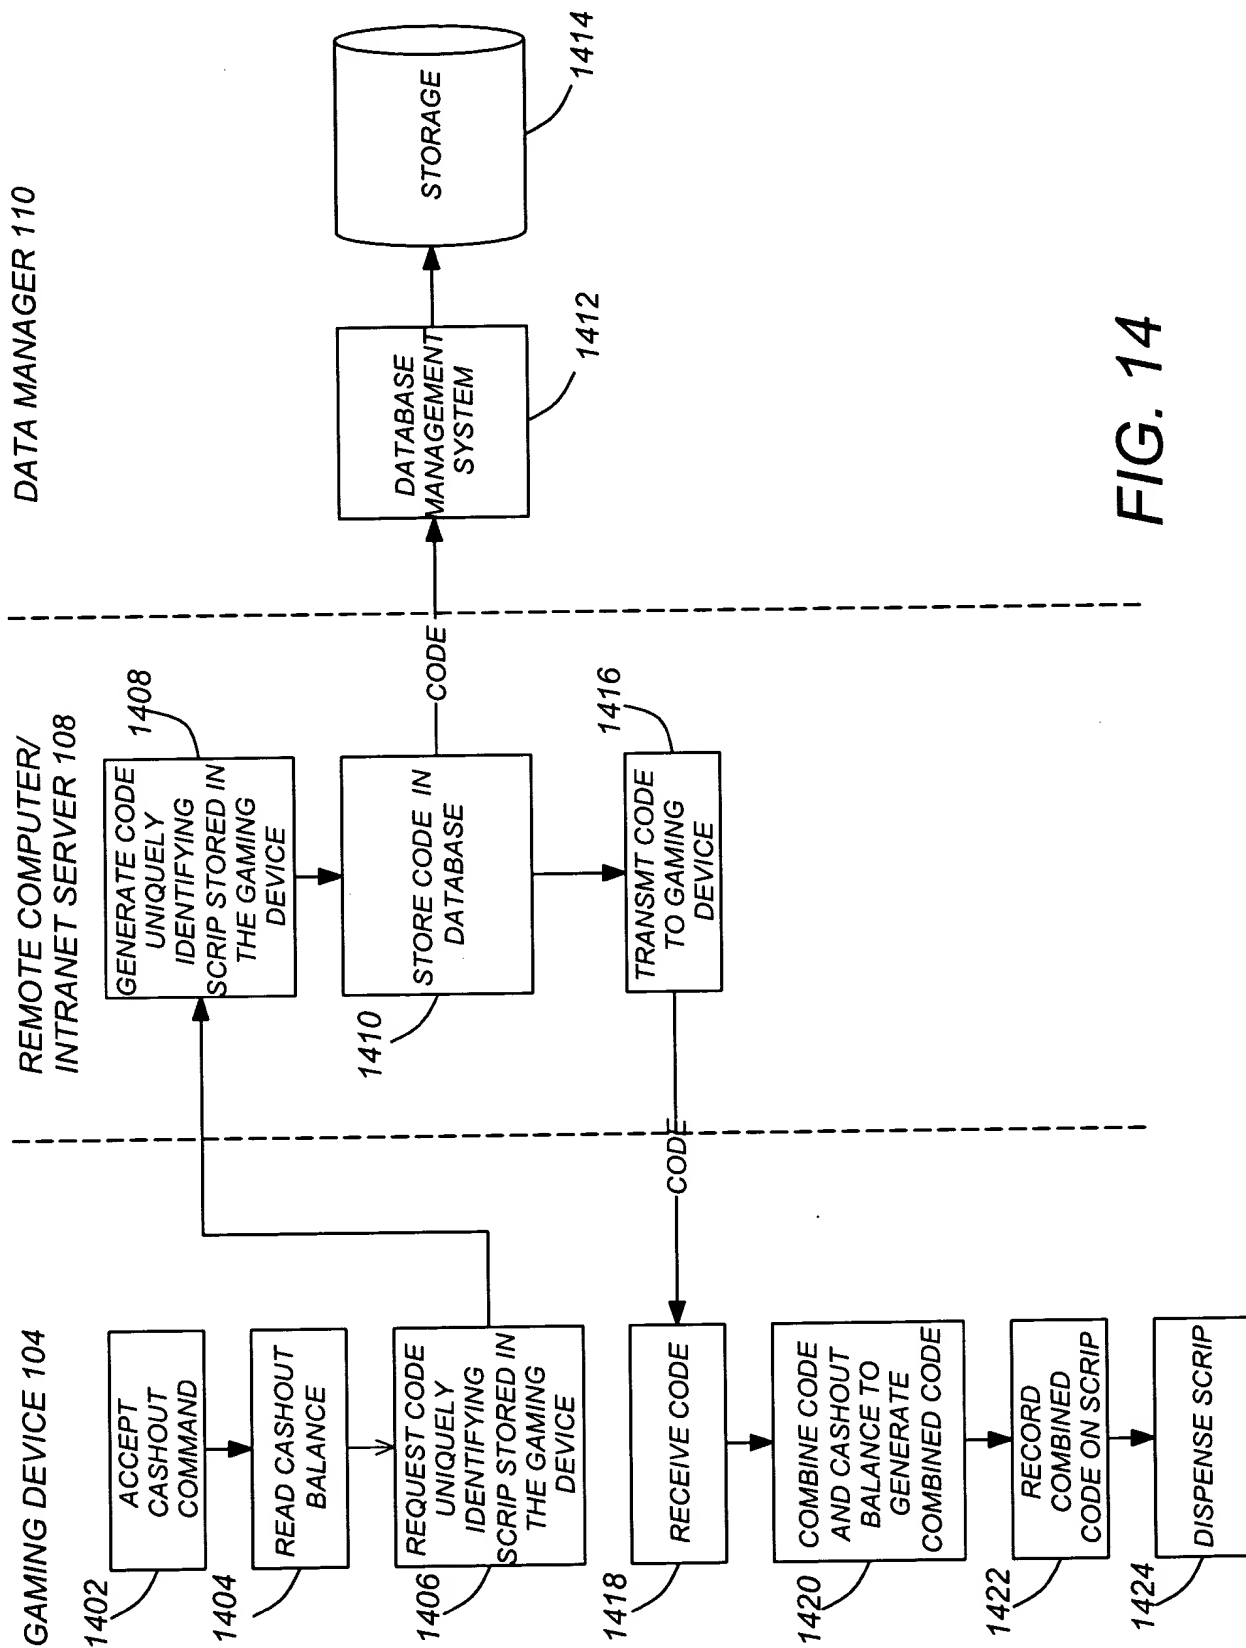 GAMING DEVICE 104
1402
ACCEPT
CASHOUT
COMMAND
1404
READ CASHOUT
BALANCE
1406
REQUEST CODE
UNIQUELY
IDENTIFYING
SCRIP STORED IN
THE GAMING
DEVICE
1418
RECEIVE CODE
1420
COMBINE CODE
AND CASHOUT
BALANCE TO
GENERATE
COMBINED CODE
1422
RECORD
COMBINED
CODE ON SCRIP
1424
DISPENSE SCRIP
REMOTE COMPUTER/
INTRANET SERVER 108
1408
GENERATE CODE
UNIQUELY
IDENTIFYING
SCRIP STORED IN
THE GAMING
DEVICE
1410
STORE CODE IN
DATABASE
CODE
1416
TRANSMT CODE
TO GAMING
DEVICE
CODE
DATA MANAGER 110
DATABASE
MANAGEMENT
SYSTEM
1412
STORAGE
1414
FIG. 14